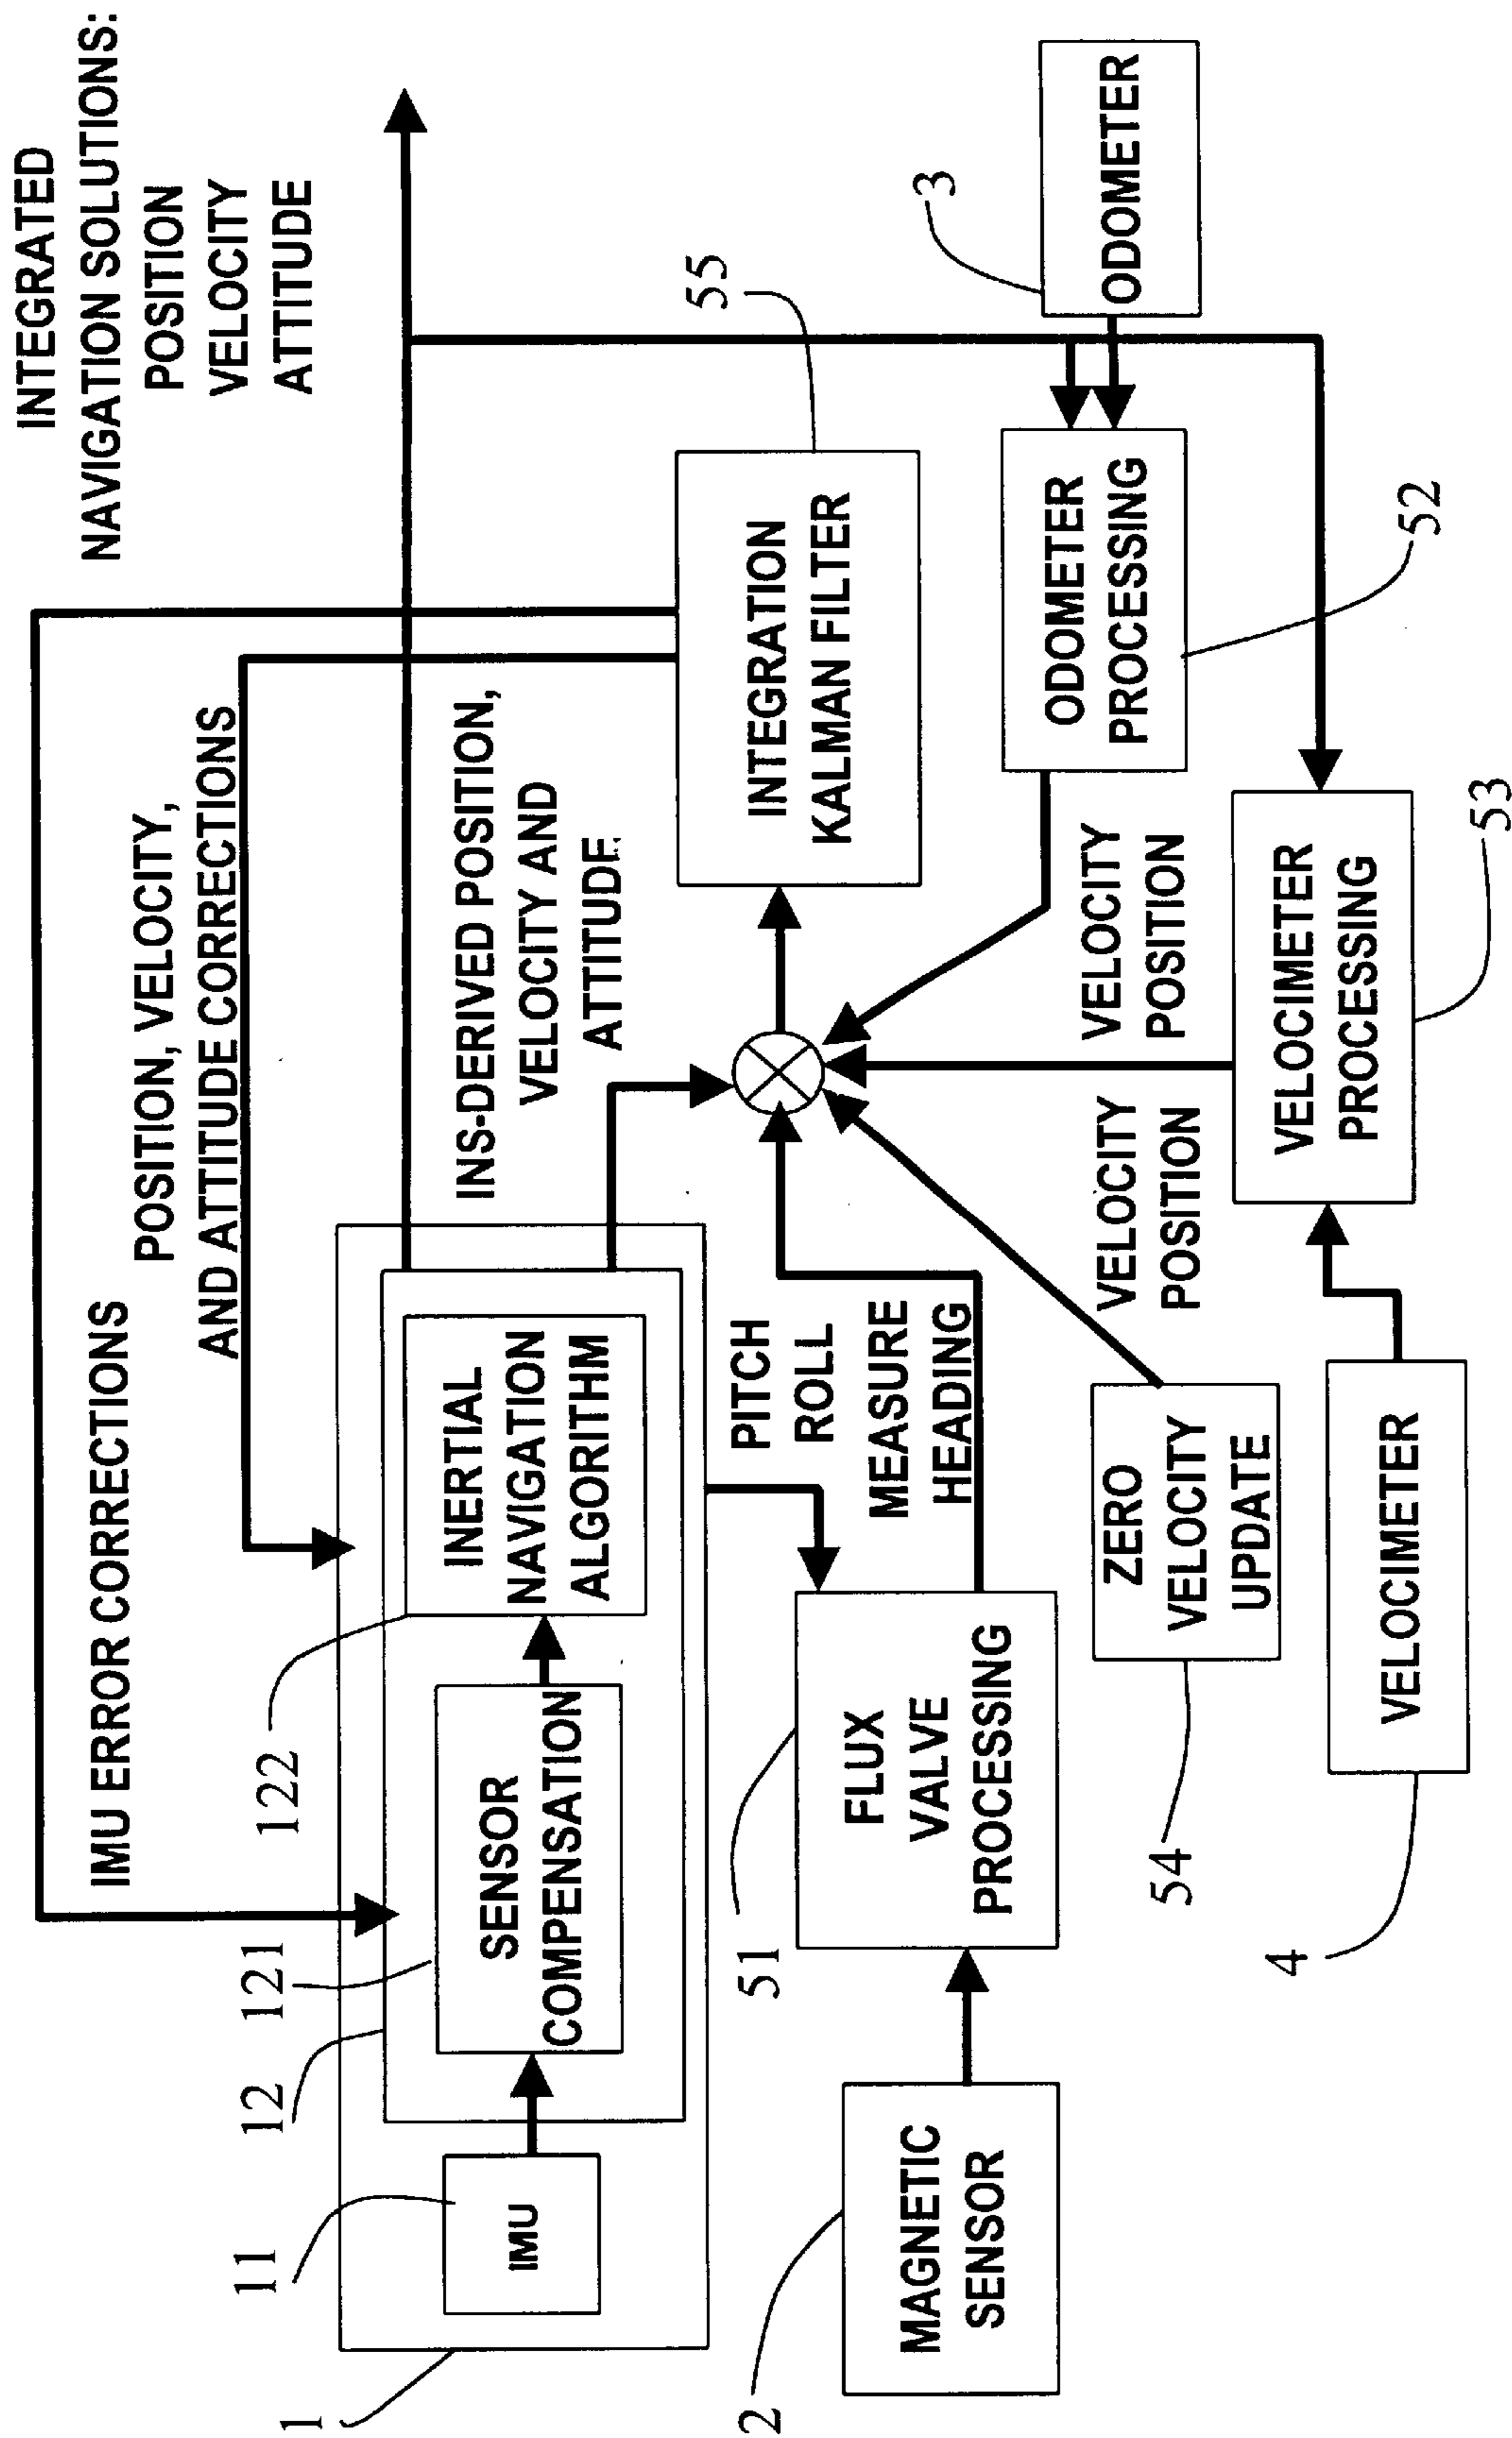 INTEGRATED
NAVIGATION SOLUTIONS:
POSITION
VELOCITY
ATTITUDE
IMU ERROR CORRECTIONS
POSITION, VELOCITY,
AND ATTITUDE CORRECTIONS
INS-DERIVED POSITION,
VELOCITY AND
ATTITUDE
1
11
IMU
12
121
SENSOR
COMPENSATION
122
INERTIAL
NAVIGATION
ALGORITHM
55
INTEGRATION
KALMAN FILTER
3
ODOMETER
ODOMETER
PROCESSING
52
PITCH
ROLL
MEASURE
HEADING
VELOCITY
POSITION
VELOCITY
POSITION
2
MAGNETIC
SENSOR
51
FLUX
VALVE
PROCESSING
54
ZERO
VELOCITY
UPDATE
VELOCIMETER
PROCESSING
53
4
VELOCIMETER